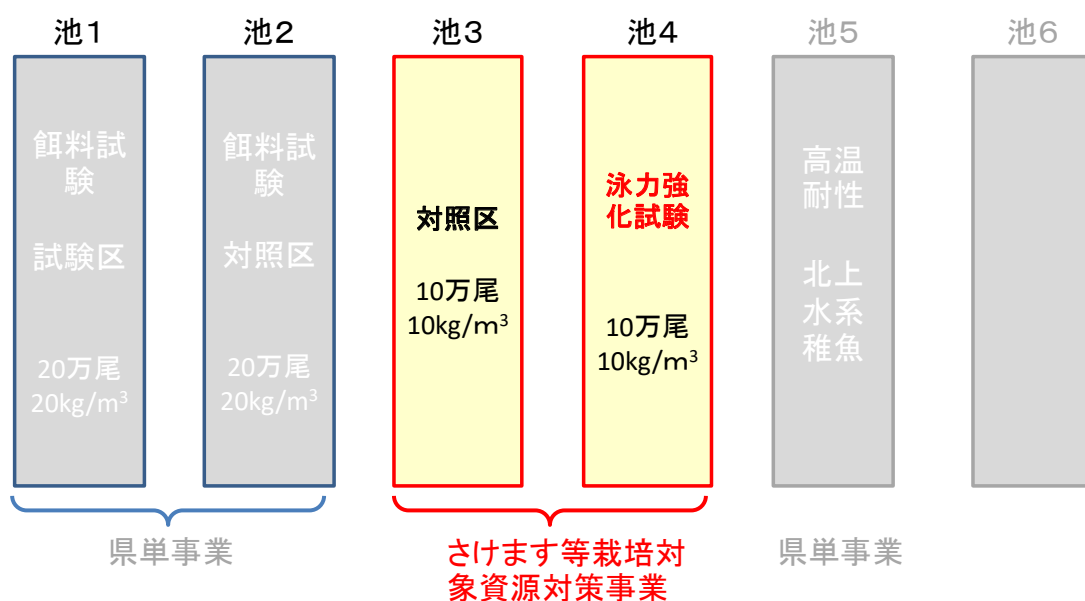 池1
池2
池3
池4
池5
池6
餌料試
験
試験区
20万尾
20kg/m³
餌料試
験
対照区
20万尾
20kg/m³
対照区
10万尾
10kg/m³
泳力強
化試験
10万尾
10kg/m³
高温
耐性
北上
水系
稚魚
県単事業
さけます等栽培対
象資源対策事業
県単事業